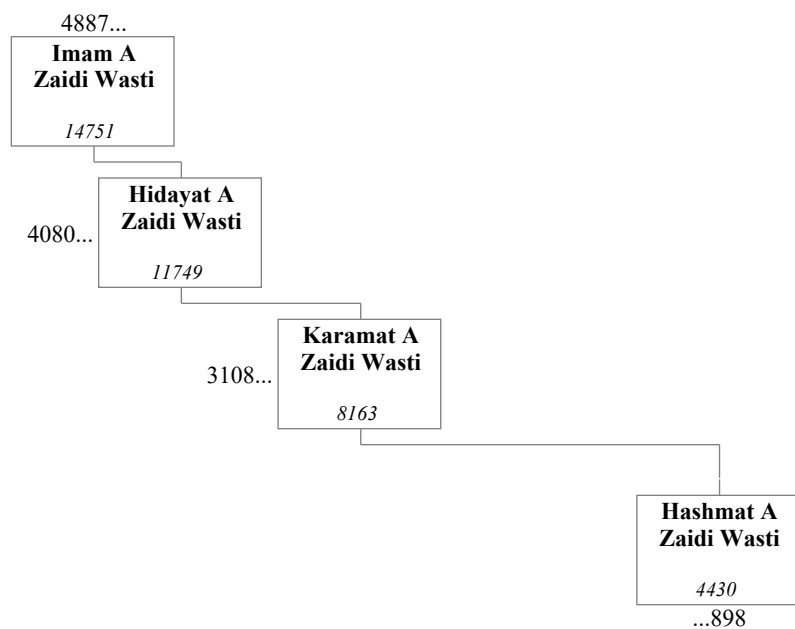 4887...
Imam A
Zaidi Wasti
14751
Hidayat A
Zaidi Wasti
4080...
11749
Karamat A
Zaidi Wasti
3108...
8163
Hashmat A
Zaidi Wasti
4430
...898